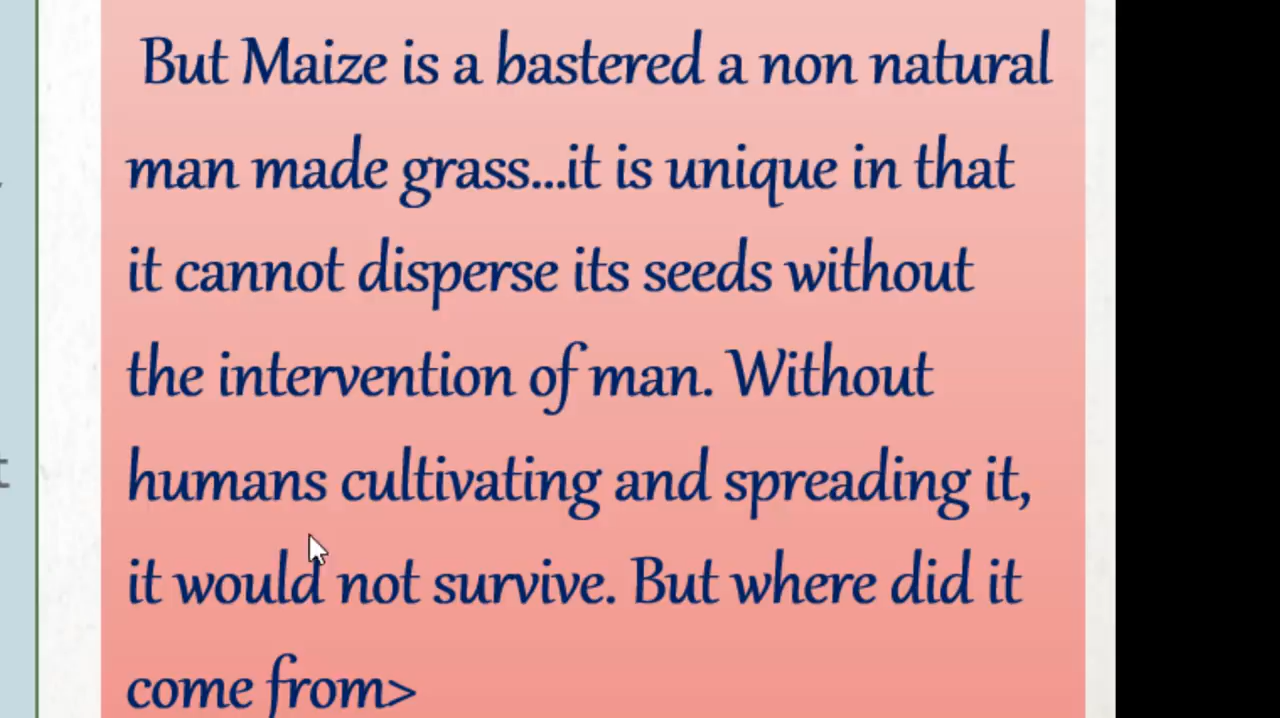 But Maize is a bastered a non natural
man made grass...it is unique in that
it cannot disperse its seeds without
the intervention of man. Without
humans cultivating and spreading it,
it would not survive. But where did it
come from>